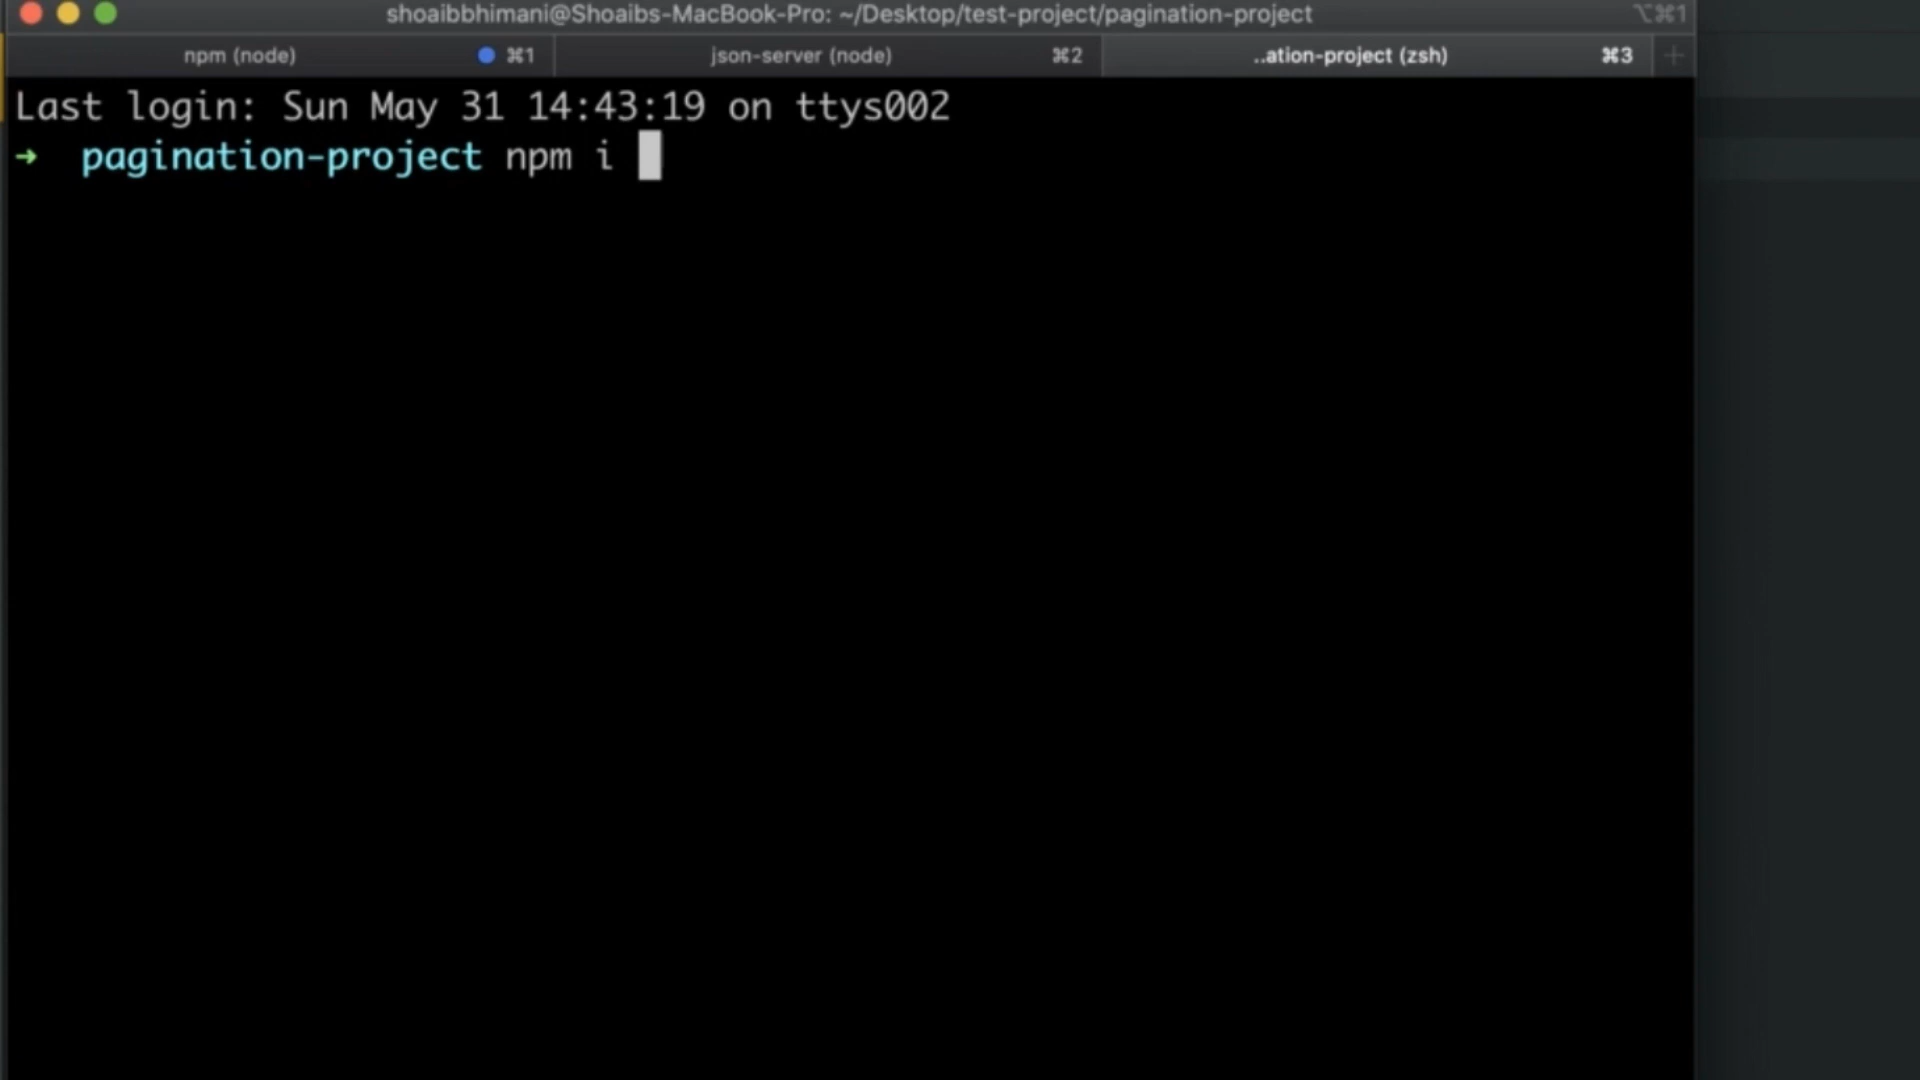 shoaibbhimani@Shoaibs-MacBook-Pro: ~/Desktop/test-project/pagination-project ⌥⌘1
npm (node) ⌘1 json-server (node) ⌘2 ..ation-project (zsh) ⌘3 +
Last login: Sun May 31 14:43:19 on ttys002
➜ pagination-project npm i